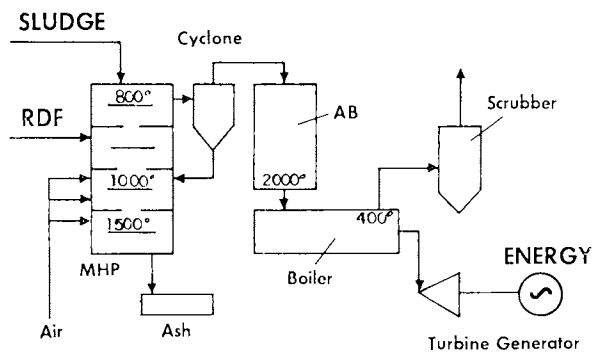 SLUDGE
Cyclone
800°
RDF
AB
Scrubber
1000°
2000°
1500°
400°
MHP
Boiler
ENERGY
Air
Ash
Turbine Generator